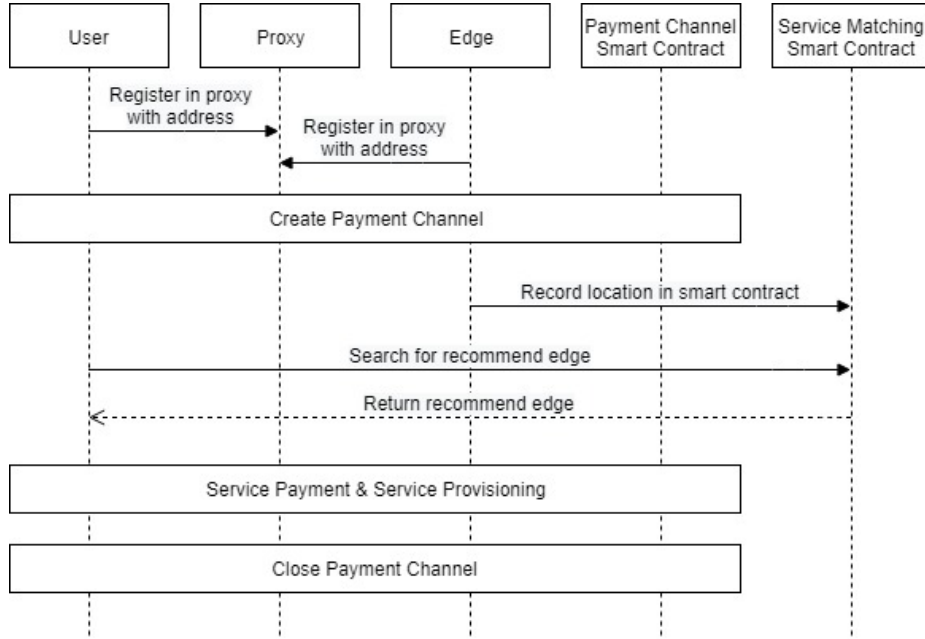 User
Proxy
Edge
Payment Channel
Smart Contract
Service Matching
Smart Contract
Register in proxy
with address
Register in proxy
with address
Create Payment Channel
Record location in smart contract
Search for recommend edge
Return recommend edge
Service Payment & Service Provisioning
Close Payment Channel